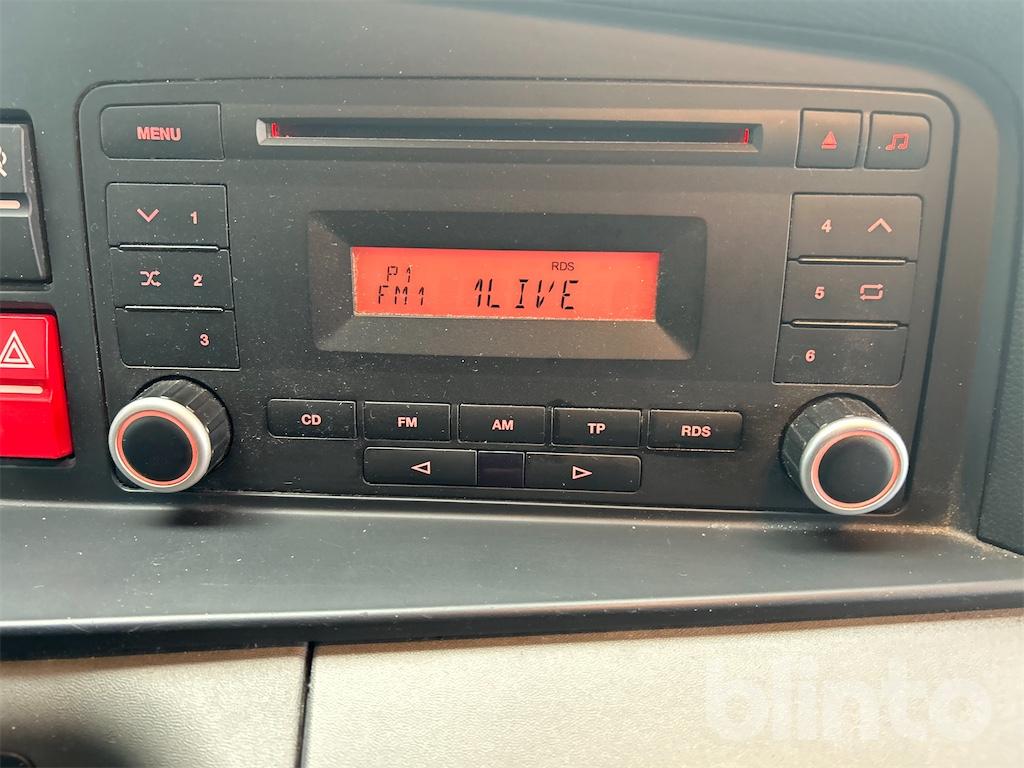 MENU
1
2
3
P1
RDS
FM1 1LIVE
4
5
6
CD FM AM TP RDS
blinto